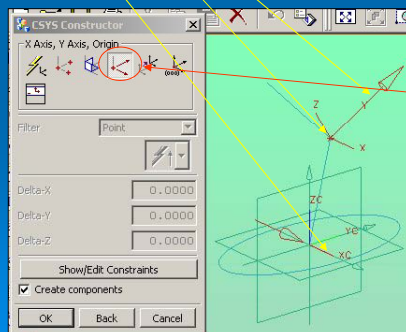 CSYS Constructor
X Axis, Y Axis, Origin
(000)
Filter
Point
Delta-X
0.0000
Delta-Y
0.0000
Delta-Z
0.0000
Show/Edit Constraints
Create components
OK
Back
Cancel
Y
Z
X
ZC
YC
XC